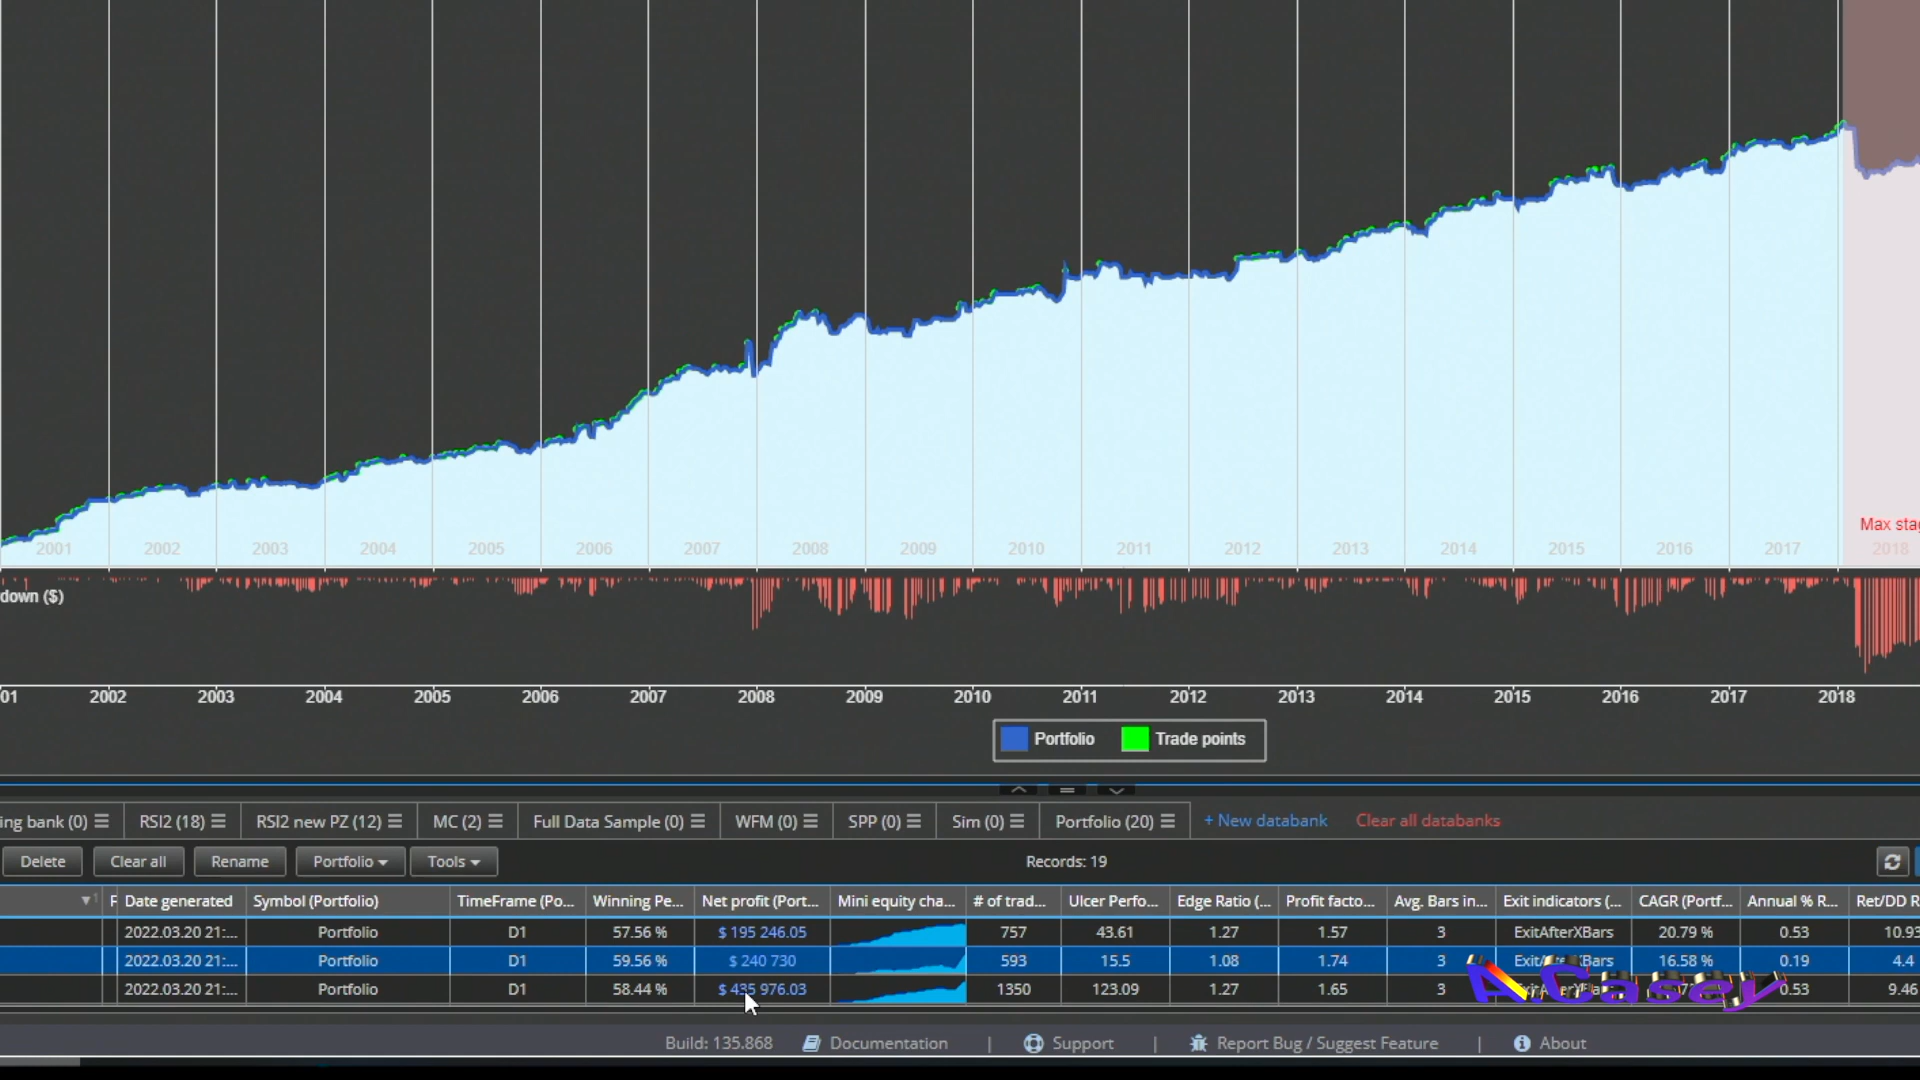 2001 2002 2003 2004 2005 2006 2007 2008 2009 2010 2011 2012 2013 2014 2015 2016 2017 2018
Max stag
down ($)
01 2002 2003 2004 2005 2006 2007 2008 2009 2010 2011 2012 2013 2014 2015 2016 2017 2018
Portfolio Trade points
ing bank (0) RSI2 (18) RSI2 new PZ (12) MC (2) Full Data Sample (0) WFM (0) SPP (0) Sim (0) Portfolio (20) + New databank Clear all databanks
Delete Clear all Rename Portfolio Tools Records: 19
F Date generated Symbol (Portfolio) TimeFrame (Po... Winning Pe... Net profit (Port... Mini equity cha... # of trad... Ulcer Perfo... Edge Ratio (... Profit facto... Avg. Bars in... Exit indicators (... CAGR (Portf... Annual % R... Ret/DD R
2022.03.20 21:... Portfolio D1 57.56 % $ 195 246.05 757 43.61 1.27 1.57 3 ExitAfterXBars 20.79 % 0.53 10.93
2022.03.20 21:... Portfolio D1 59.56 % $ 240 730 593 15.5 1.08 1.74 3 ExitAfterXBars 16.58 % 0.19 4.4
2022.03.20 21:... Portfolio D1 58.44 % $ 435 976.03 1350 123.09 1.27 1.65 3 0.53 9.46
A.Casey
Build: 135.868 Documentation | Support | Report Bug / Suggest Feature | About